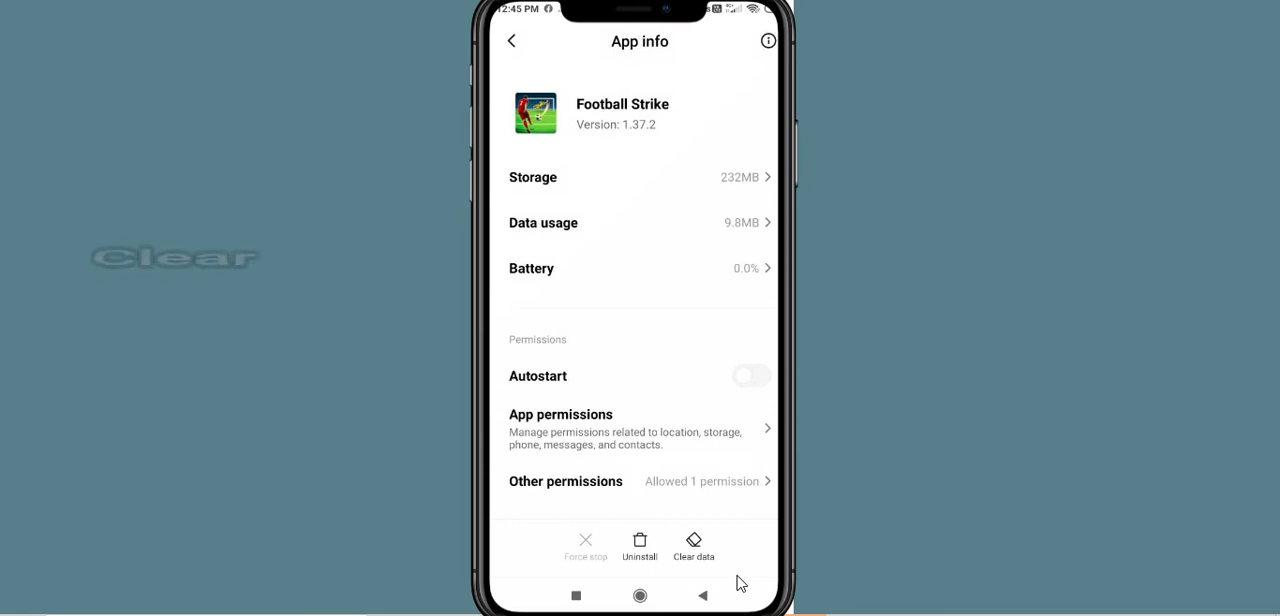 12:45 PM
App info
Football Strike
Version: 1.37.2
Storage 232MB
Data usage 9.8MB
Battery 0.0%
Clear
Permissions
Autostart
App permissions
Manage permissions related to location, storage,
phone, messages, and contacts.
Other permissions Allowed 1 permission
Force stop Uninstall Clear data